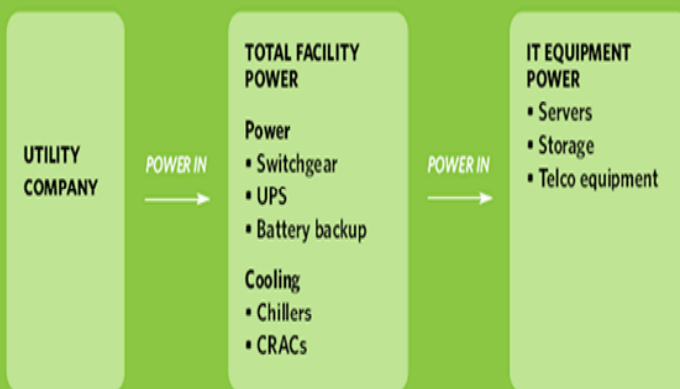 UTILITY
COMPANY
POWER IN
TOTAL FACILITY
POWER
Power
▪ Switchgear
▪ UPS
▪ Battery backup
Cooling
▪ Chillers
▪ CRACs
POWER IN
IT EQUIPMENT
POWER
▪ Servers
▪ Storage
▪ Telco equipment